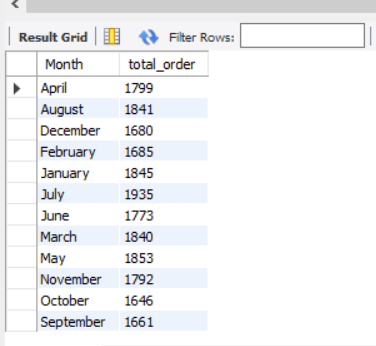 Result Grid Filter Rows:
Month total_order
April 1799
August 1841
December 1680
February 1685
January 1845
July 1935
June 1773
March 1840
May 1853
November 1792
October 1646
September 1661